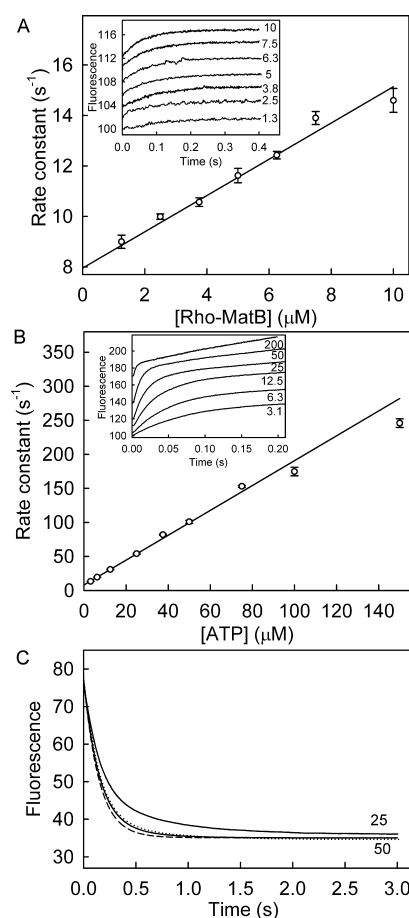 A
Rate constant (s⁻¹)
16
14
12
10
8
0 2 4 6 8 10
[Rho-MatB] (μM)
Fluorescence
116
112
108
104
100
0.0 0.1 0.2 0.3 0.4
Time (s)
10
7.5
6.3
5
3.8
2.5
1.3
B
Rate constant (s⁻¹)
350
300
250
200
150
100
50
0
0 20 40 60 80 100 120 140
[ATP] (μM)
Fluorescence
200
180
160
140
120
100
0.00 0.05 0.10 0.15 0.20
Time (s)
200
50
25
12.5
6.3
3.1
C
Fluorescence
80
70
60
50
40
30
0.0 0.5 1.0 1.5 2.0 2.5 3.0
Time (s)
25
50